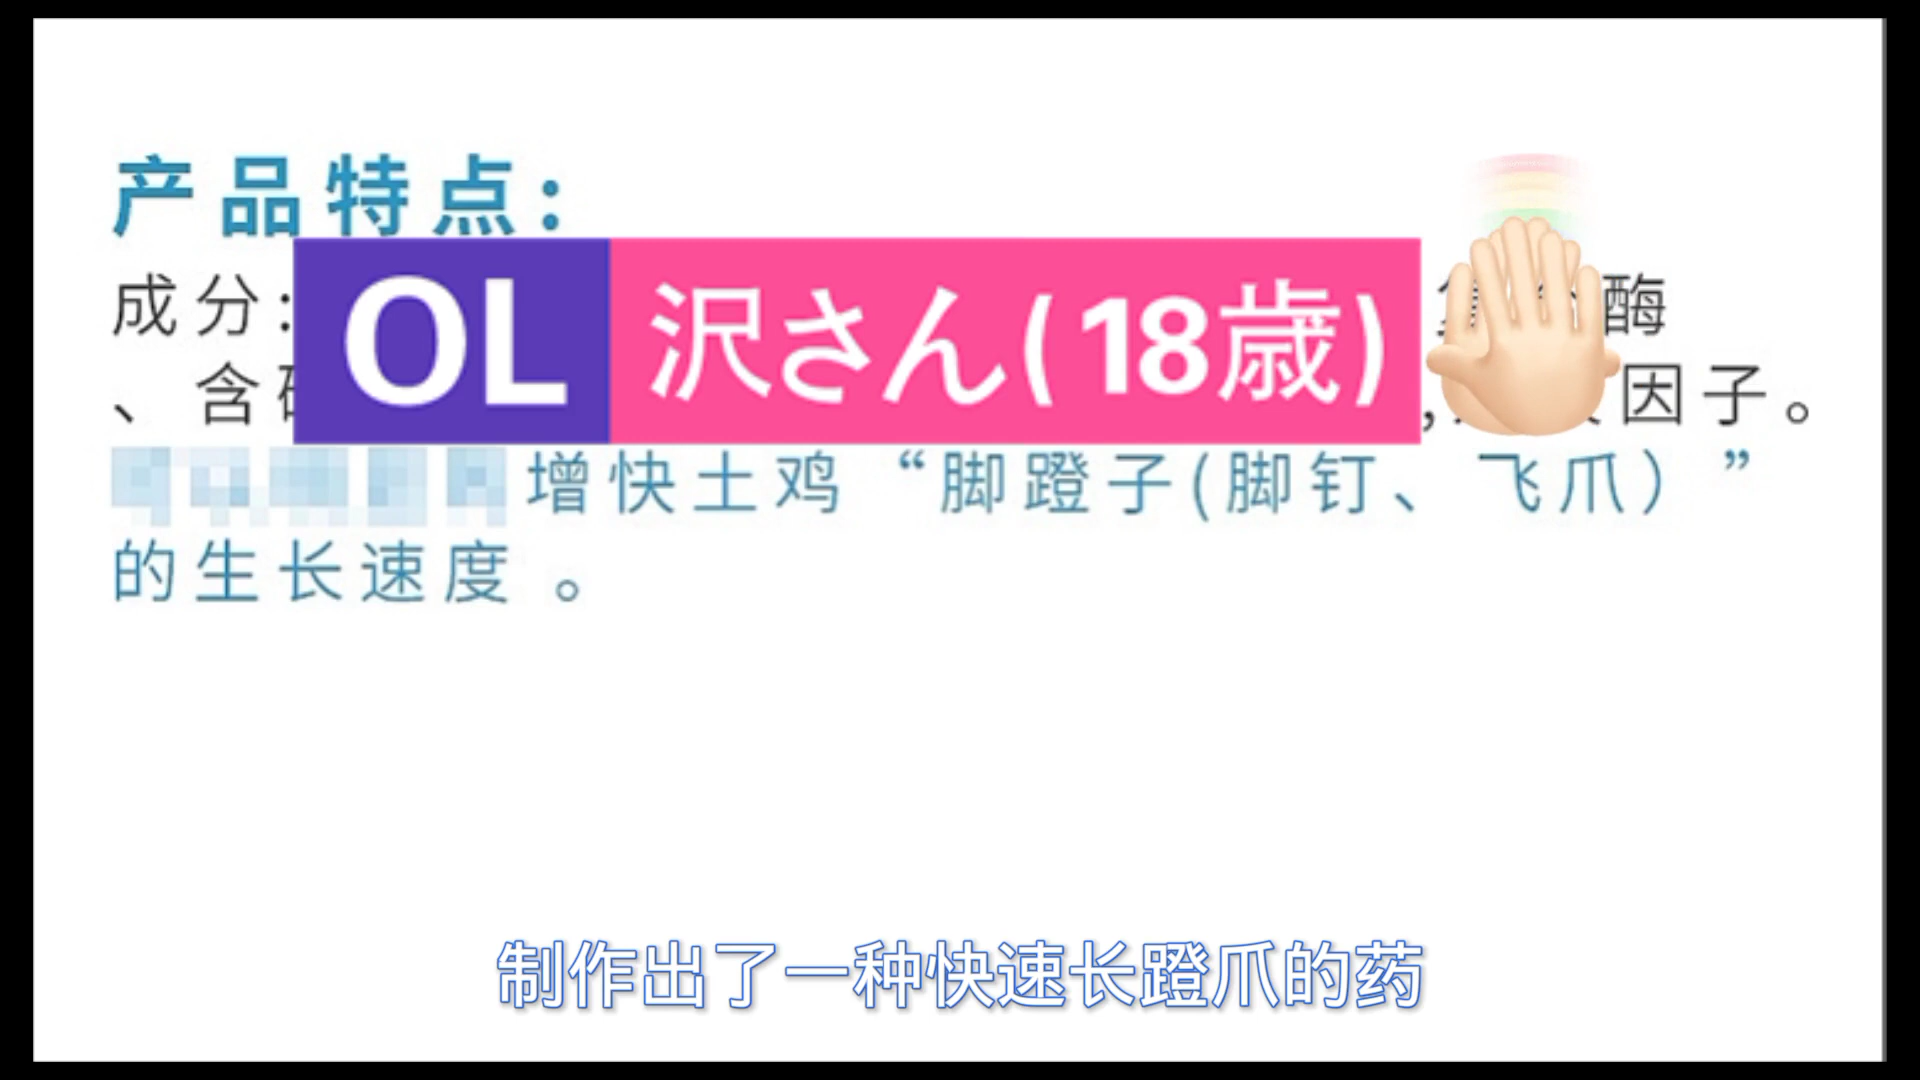 产品特点：
成分：
OL 沢さん(18歳)
酶
、含
因子。
增快土鸡“脚蹬子(脚钉、飞爪)”
的生长速度。
制作出了一种快速长蹬爪的药